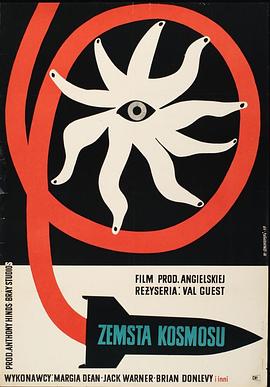 PROD. ANTHONY HINDS-BRAY STUDIOS
FILM PROD. ANGIELSKIEJ
REŻYSERIA: VAL GUEST
ZEMSTA KOSMOSU
WYKONAWCY: MARGIA DEAN-JACK WARNER-BRIAN DONLEVY i inni